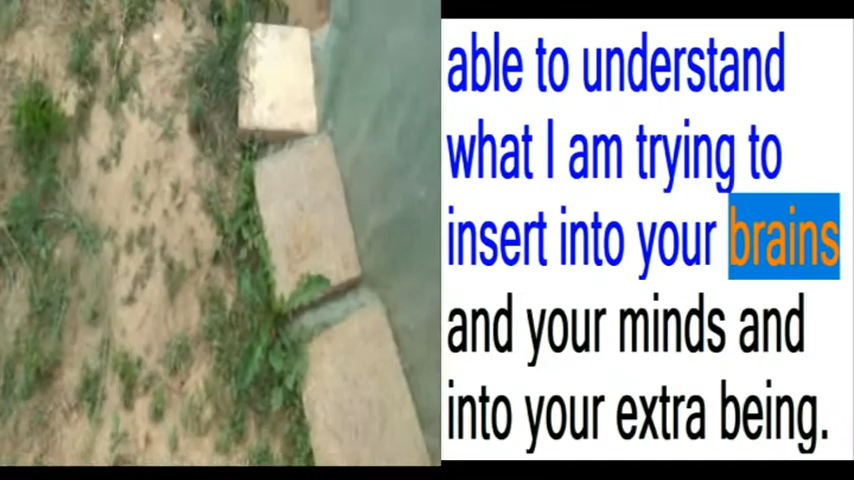 able to understand
what I am trying to
insert into your brains
and your minds and
into your extra being.